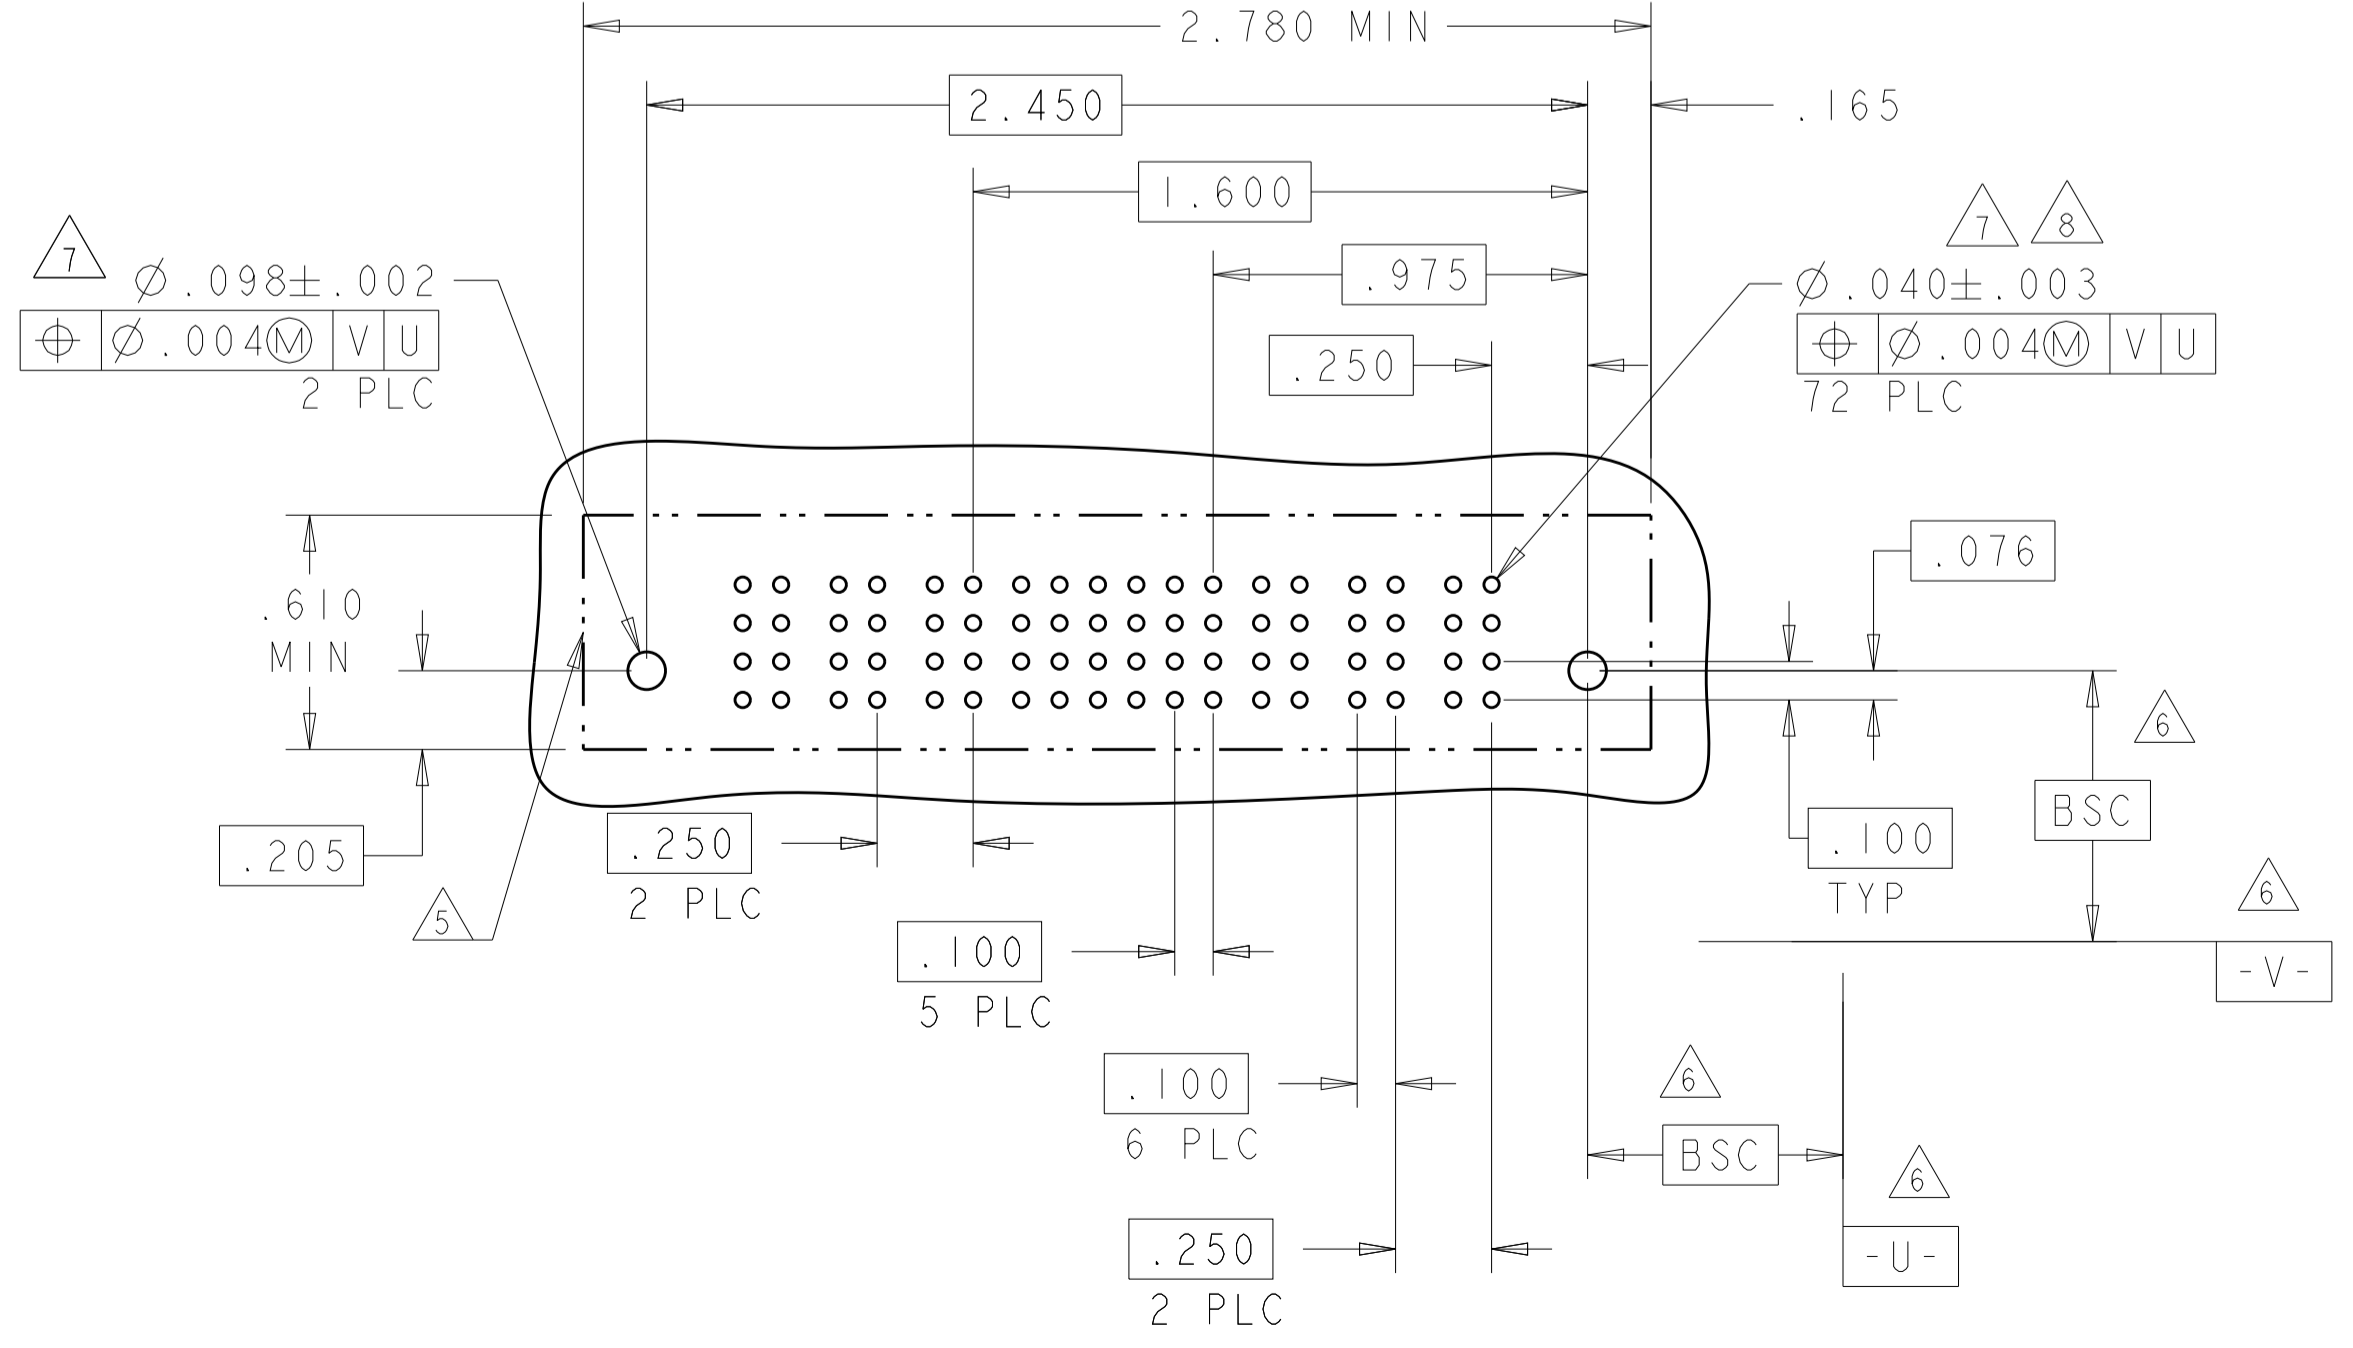 2.780 MIN
2.450
.165
1.600
7
7 8
.975
∅.098±.002
∅.040±.003
⌖ ∅.004Ⓜ V U
⌖ ∅.004Ⓜ V U
2 PLC
72 PLC
.250
.076
.610
MIN
6
BSC
.205
.250
2 PLC
.100
TYP
5
6
-V-
.100
5 PLC
.100
6 PLC
6
BSC
6
-U-
.250
2 PLC